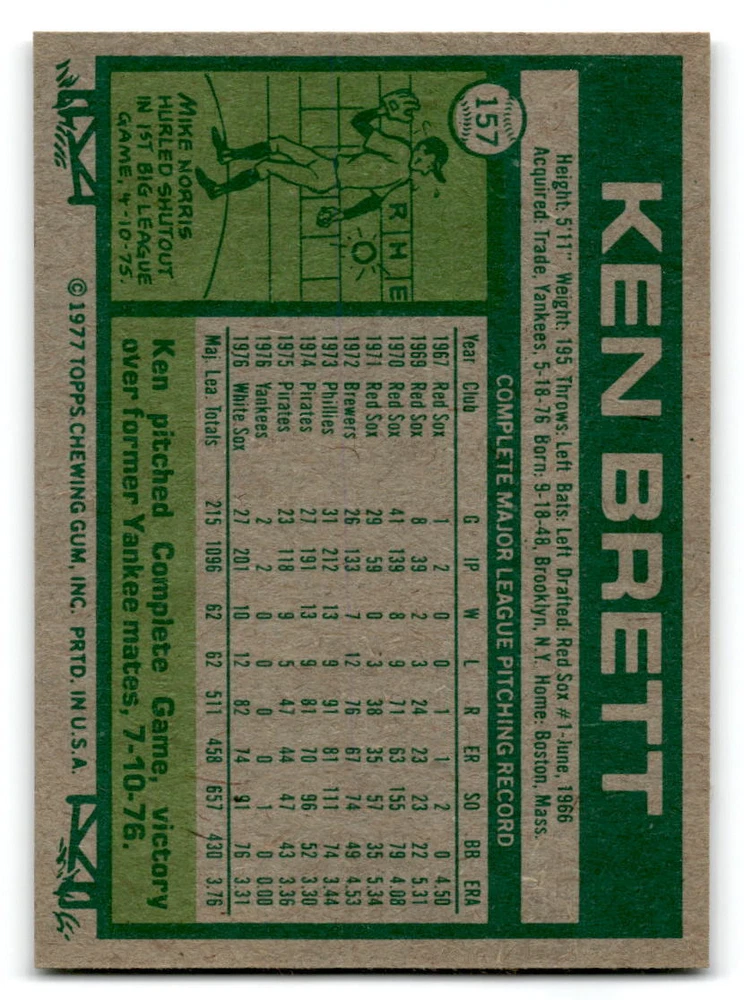 157
KEN BRETT
Height: 5'11" Weight: 195 Throws: Left Bats: Left Drafted: Red Sox #1-June, 1966
Acquired: Trade, Yankees, 5-18-76 Born: 9-18-48, Brooklyn, N.Y. Home: Boston, Mass.
R H E
O
MIKE NORRIS
HURLED SHUTOUT
IN 1ST BIG LEAGUE
GAME, 4-10-75.
COMPLETE MAJOR LEAGUE PITCHING RECORD
Year Club G IP W L R ER SO BB ERA
1967 Red Sox 1 2 0 0 1 1 2 0 4.50
1969 Red Sox 8 39 2 3 24 23 23 22 5.31
1970 Red Sox 41 139 8 9 71 63 155 79 4.08
1971 Red Sox 29 59 0 3 38 35 57 35 5.34
1972 Brewers 26 133 7 12 76 67 74 49 4.53
1973 Phillies 31 212 13 9 91 81 111 74 3.44
1974 Pirates 27 191 13 9 81 70 96 52 3.30
1975 Pirates 23 118 9 5 47 44 47 43 3.36
1976 Yankees 2 2 0 0 0 0 1 0 0.00
1976 White Sox 27 201 10 12 82 74 91 76 3.31
Maj. Lea Totals 215 1096 62 62 511 458 657 430 3.76
Ken pitched Complete Game, victory
over former Yankee mates, 7-10-76.
©1977 TOPPS CHEWING GUM, INC. PRTD. IN U.S.A.